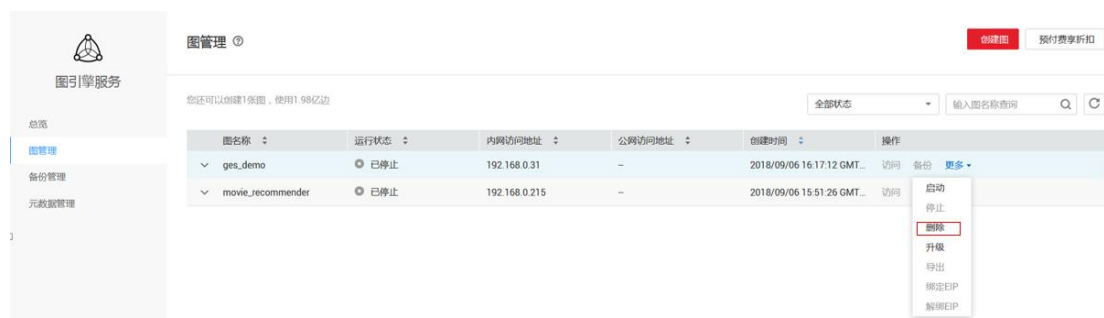 图引擎服务
总览
图管理
备份管理
元数据管理
图管理
创建图 预付费享折扣
您还可以创建1张图，使用1.98亿边
全部状态 输入图名称查询
图名称 运行状态 内网访问地址 公网访问地址 创建时间 操作
ges_demo 已停止 192.168.0.31 -- 2018/09/06 16:17:12 GMT... 访问 备份 更多
movie_recommender 已停止 192.168.0.215 -- 2018/09/06 15:51:26 GMT... 访问
启动
停止
删除
升级
导出
绑定EIP
解绑EIP